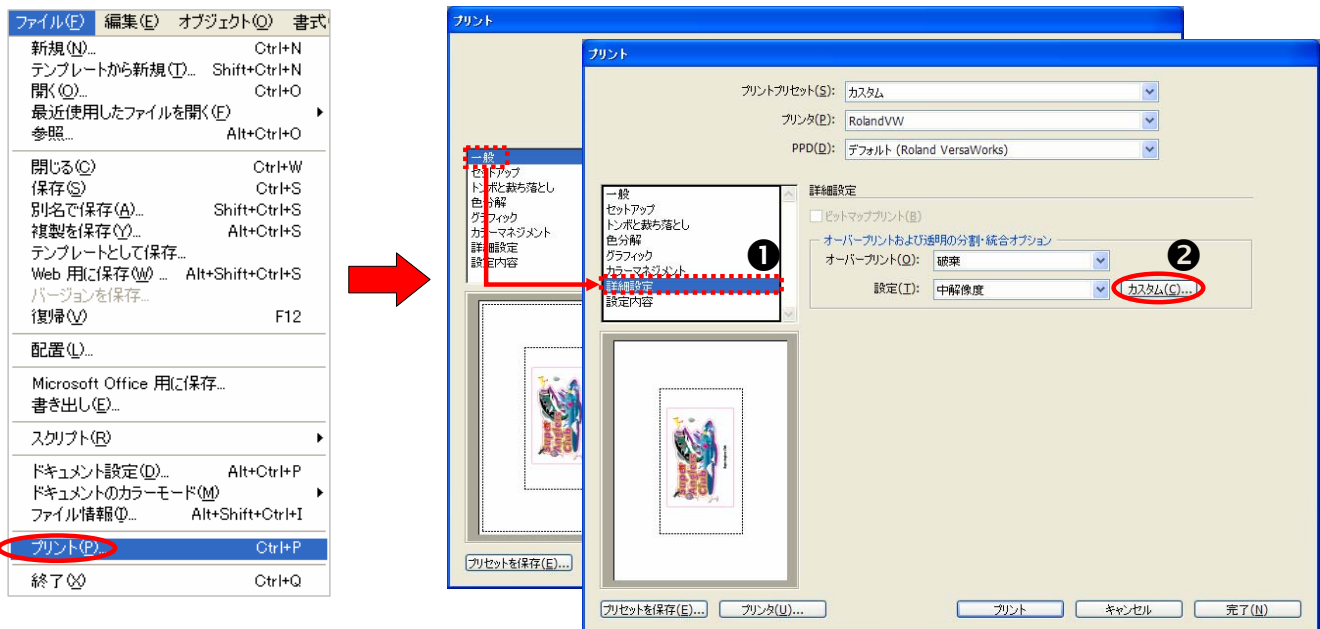 ファイル(F) 編集(E) オブジェクト(O) 書式
新規(N)... Ctrl+N
テンプレートから新規(T)... Shift+Ctrl+N
開く(O)... Ctrl+O
最近使用したファイルを開く(F)
参照... Alt+Ctrl+O
閉じる(C) Ctrl+W
保存(S) Ctrl+S
別名で保存(A)... Shift+Ctrl+S
複製を保存(Y)... Alt+Ctrl+S
テンプレートとして保存...
Web 用に保存(W) ... Alt+Shift+Ctrl+S
バージョンを保存...
復帰(V) F12
配置(L)...
Microsoft Office 用に保存...
書き出し(E)...
スクリプト(R)
ドキュメント設定(D)... Alt+Ctrl+P
ドキュメントのカラーモード(M)
ファイル情報(I)... Alt+Shift+Ctrl+I
プリント(P)... Ctrl+P
終了(X) Ctrl+Q
プリント
一般
セットアップ
トンボと裁ち落とし
色分解
グラフィック
カラーマネジメント
詳細設定
設定内容
プリセットを保存(E)...
プリント
プリントプリセット(S): カスタム
プリンタ(P): RolandVW
PPD(D): デフォルト (Roland VersaWorks)
一般
セットアップ
トンボと裁ち落とし
色分解
グラフィック
カラーマネジメント
詳細設定
設定内容
❶
詳細設定
ビットマッププリント(B)
オーバープリントおよび透明の分割・統合オプション
オーバープリント(O): 破棄
❷
設定(T): 中解像度 カスタム(C)...
Super
Anglers
Club
プリセットを保存(E)... プリンタ(U)... プリント キャンセル 完了(N)